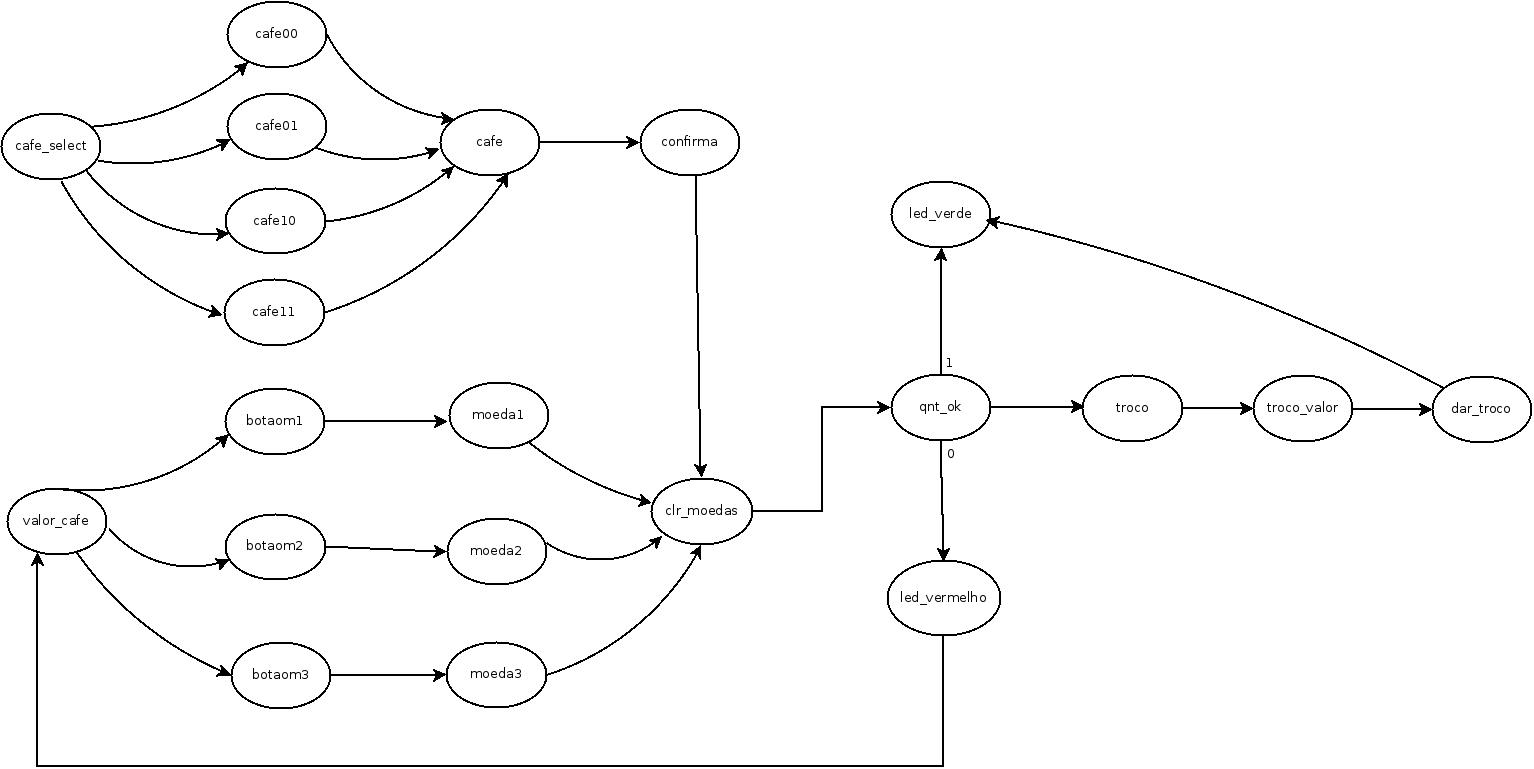 cafe00
cafe01
cafe_select
cafe
confirma
cafe10
cafe11
led_verde
1
botaom1
moeda1
qnt_ok
troco
troco_valor
dar_troco
0
valor_cafe
clr_moedas
botaom2
moeda2
led_vermelho
botaom3
moeda3